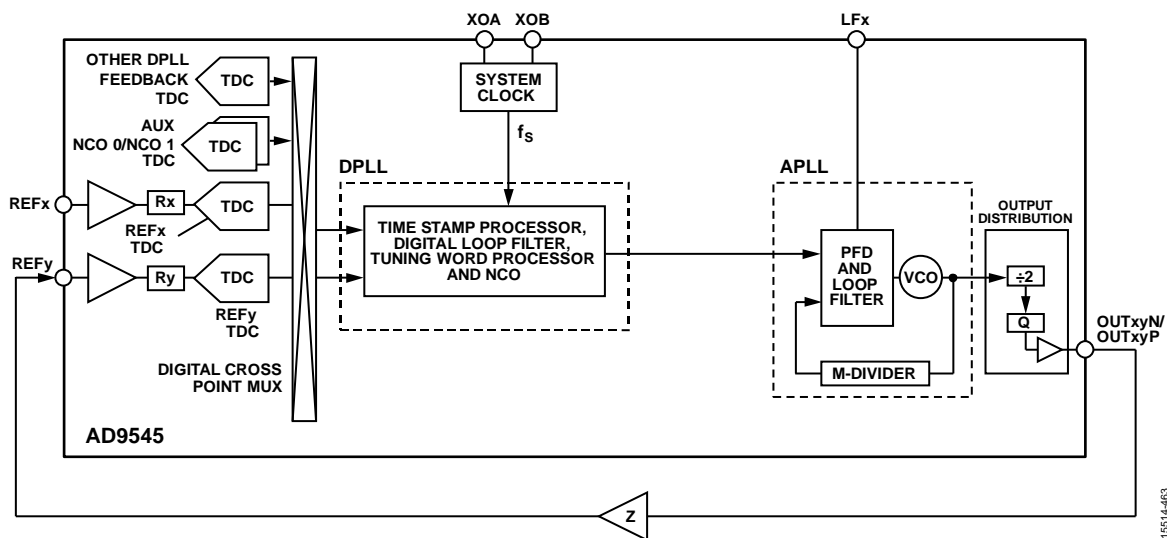 XOA
XOB
LFx
OTHER DPLL
FEEDBACK
TDC
TDC
SYSTEM
CLOCK
AUX
NCO 0/NCO 1
TDC
TDC
fS
DPLL
APLL
REFx
Rx
TDC
REFx
TDC
TIME STAMP PROCESSOR,
DIGITAL LOOP FILTER,
TUNING WORD PROCESSOR
AND NCO
PFD
AND
LOOP
FILTER
VCO
OUTPUT
DISTRIBUTION
÷2
Q
REFy
Ry
TDC
REFy
TDC
OUTxyN/
OUTxyP
M-DIVIDER
DIGITAL CROSS
POINT MUX
AD9545
Z
15514-463